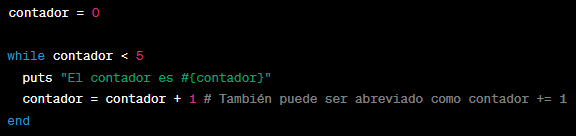 contador = 0
while contador < 5
puts "El contador es #{contador}"
contador = contador + 1 # También puede ser abreviado como contador += 1
end